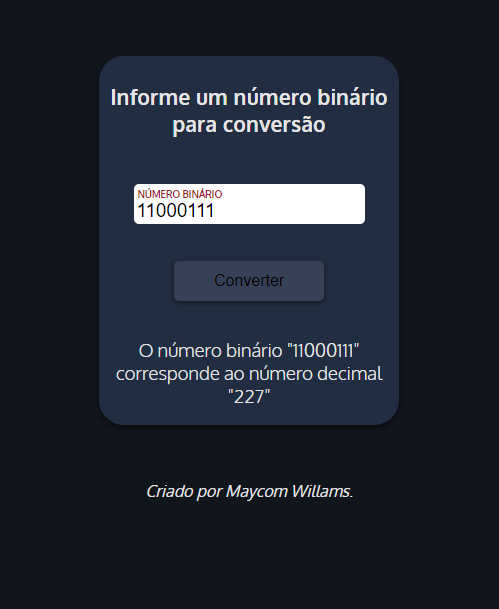 Informe um número binário
para conversão
NÚMERO BINÁRIO
11000111
Converter
O número binário "11000111"
corresponde ao número decimal
"227"
Criado por Maycom Willams.